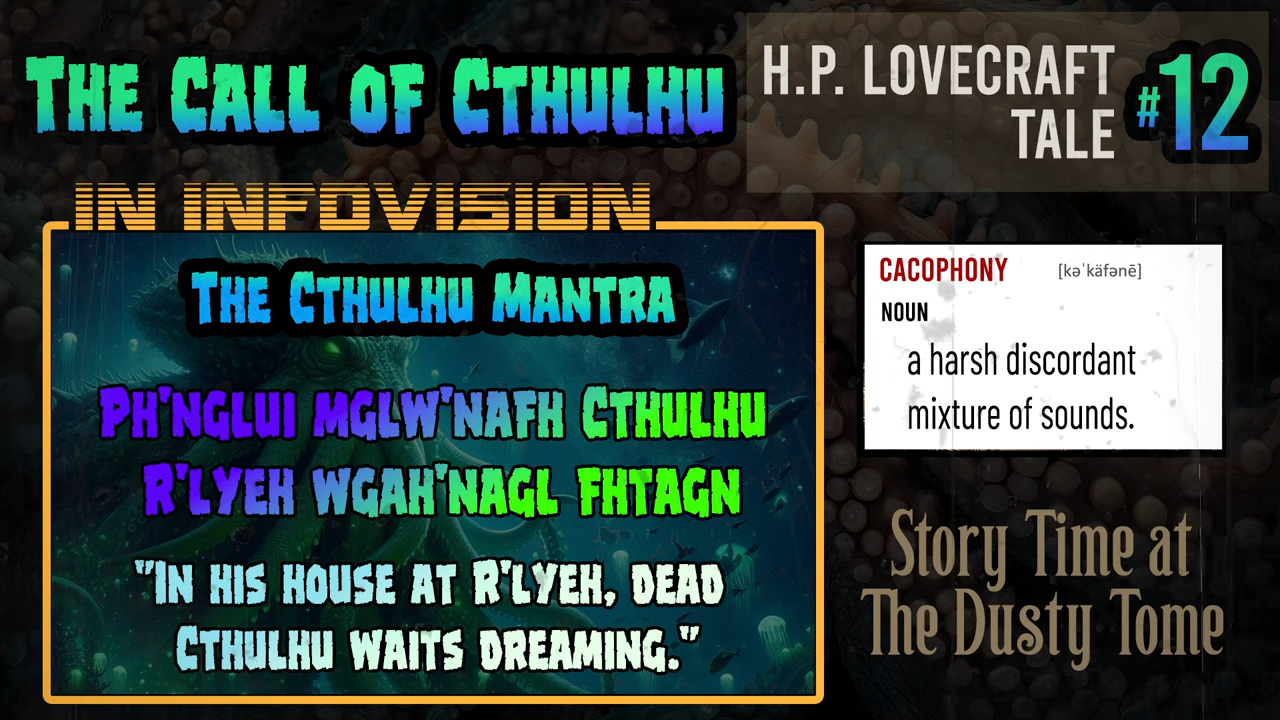 The Call of Cthulhu
H.P. LOVECRAFT
TALE
#12
IN INFOVISION
The Cthulhu Mantra
Ph'nglui mglw'nafh Cthulhu
R'lyeh wgah'nagl fhtagn
"In his house at R'lyeh, dead
Cthulhu waits dreaming."
CACOPHONY [kəˈkäfənē]
NOUN
a harsh discordant
mixture of sounds.
Story Time at
The Dusty Tome